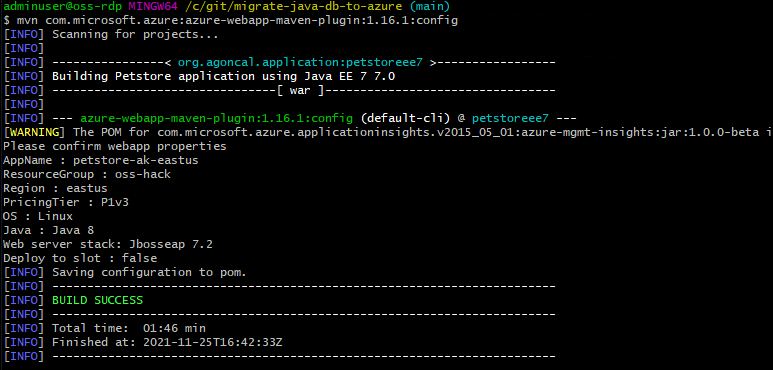 adminuser@oss-rdp MINGW64 /c/git/migrate-java-db-to-azure (main)
$ mvn com.microsoft.azure:azure-webapp-maven-plugin:1.16.1:config
[INFO] Scanning for projects...
[INFO]
[INFO] ----------------< org.agoncal.application:petstoreee7 >-----------------
[INFO] Building Petstore application using Java EE 7 7.0
[INFO] --------------------------------[ war ]---------------------------------
[INFO]
[INFO] --- azure-webapp-maven-plugin:1.16.1:config (default-cli) @ petstoreee7 ---
[WARNING] The POM for com.microsoft.azure.applicationinsights.v2015_05_01:azure-mgmt-insights:jar:1.0.0-beta i
Please confirm webapp properties
AppName : petstore-ak-eastus
ResourceGroup : oss-hack
Region : eastus
PricingTier : P1v3
OS : Linux
Java : Java 8
Web server stack: Jbosseap 7.2
Deploy to slot : false
[INFO] Saving configuration to pom.
[INFO] ------------------------------------------------------------------------
[INFO] BUILD SUCCESS
[INFO] ------------------------------------------------------------------------
[INFO] Total time:  01:46 min
[INFO] Finished at: 2021-11-25T16:42:33Z
[INFO] ------------------------------------------------------------------------